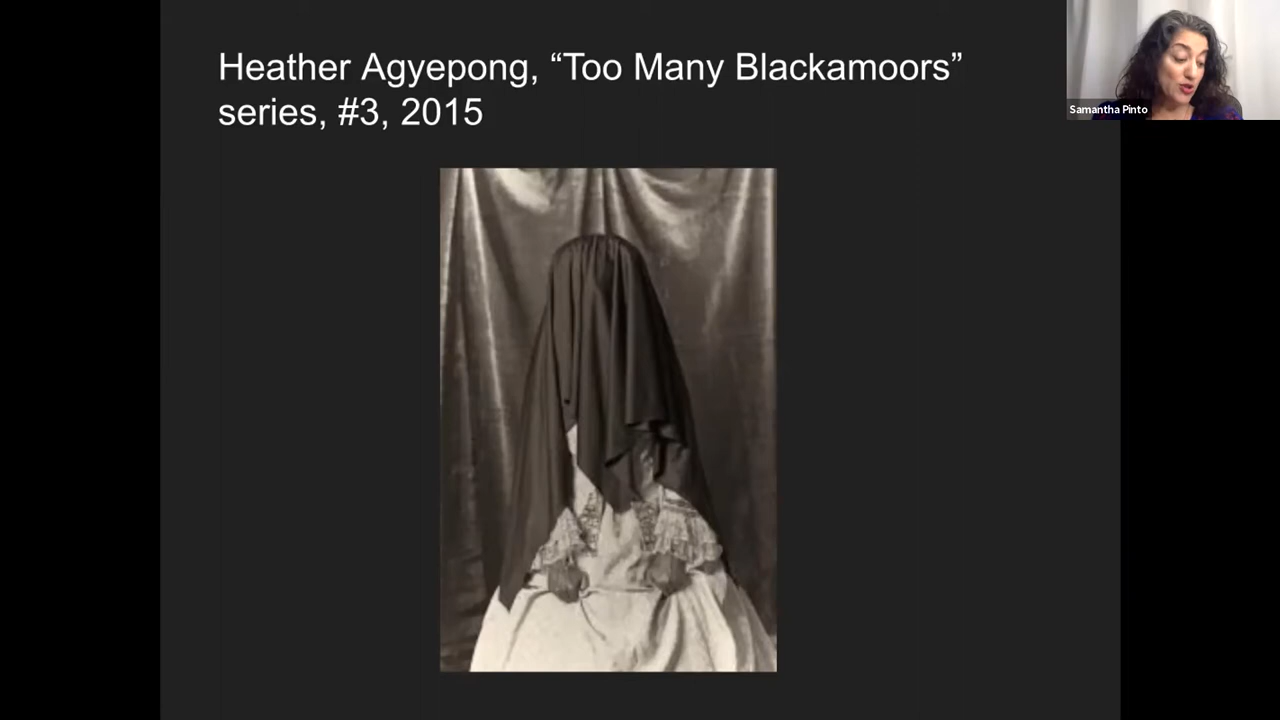 Heather Agyepong, “Too Many Blackamoors”
series, #3, 2015
Samantha Pinto